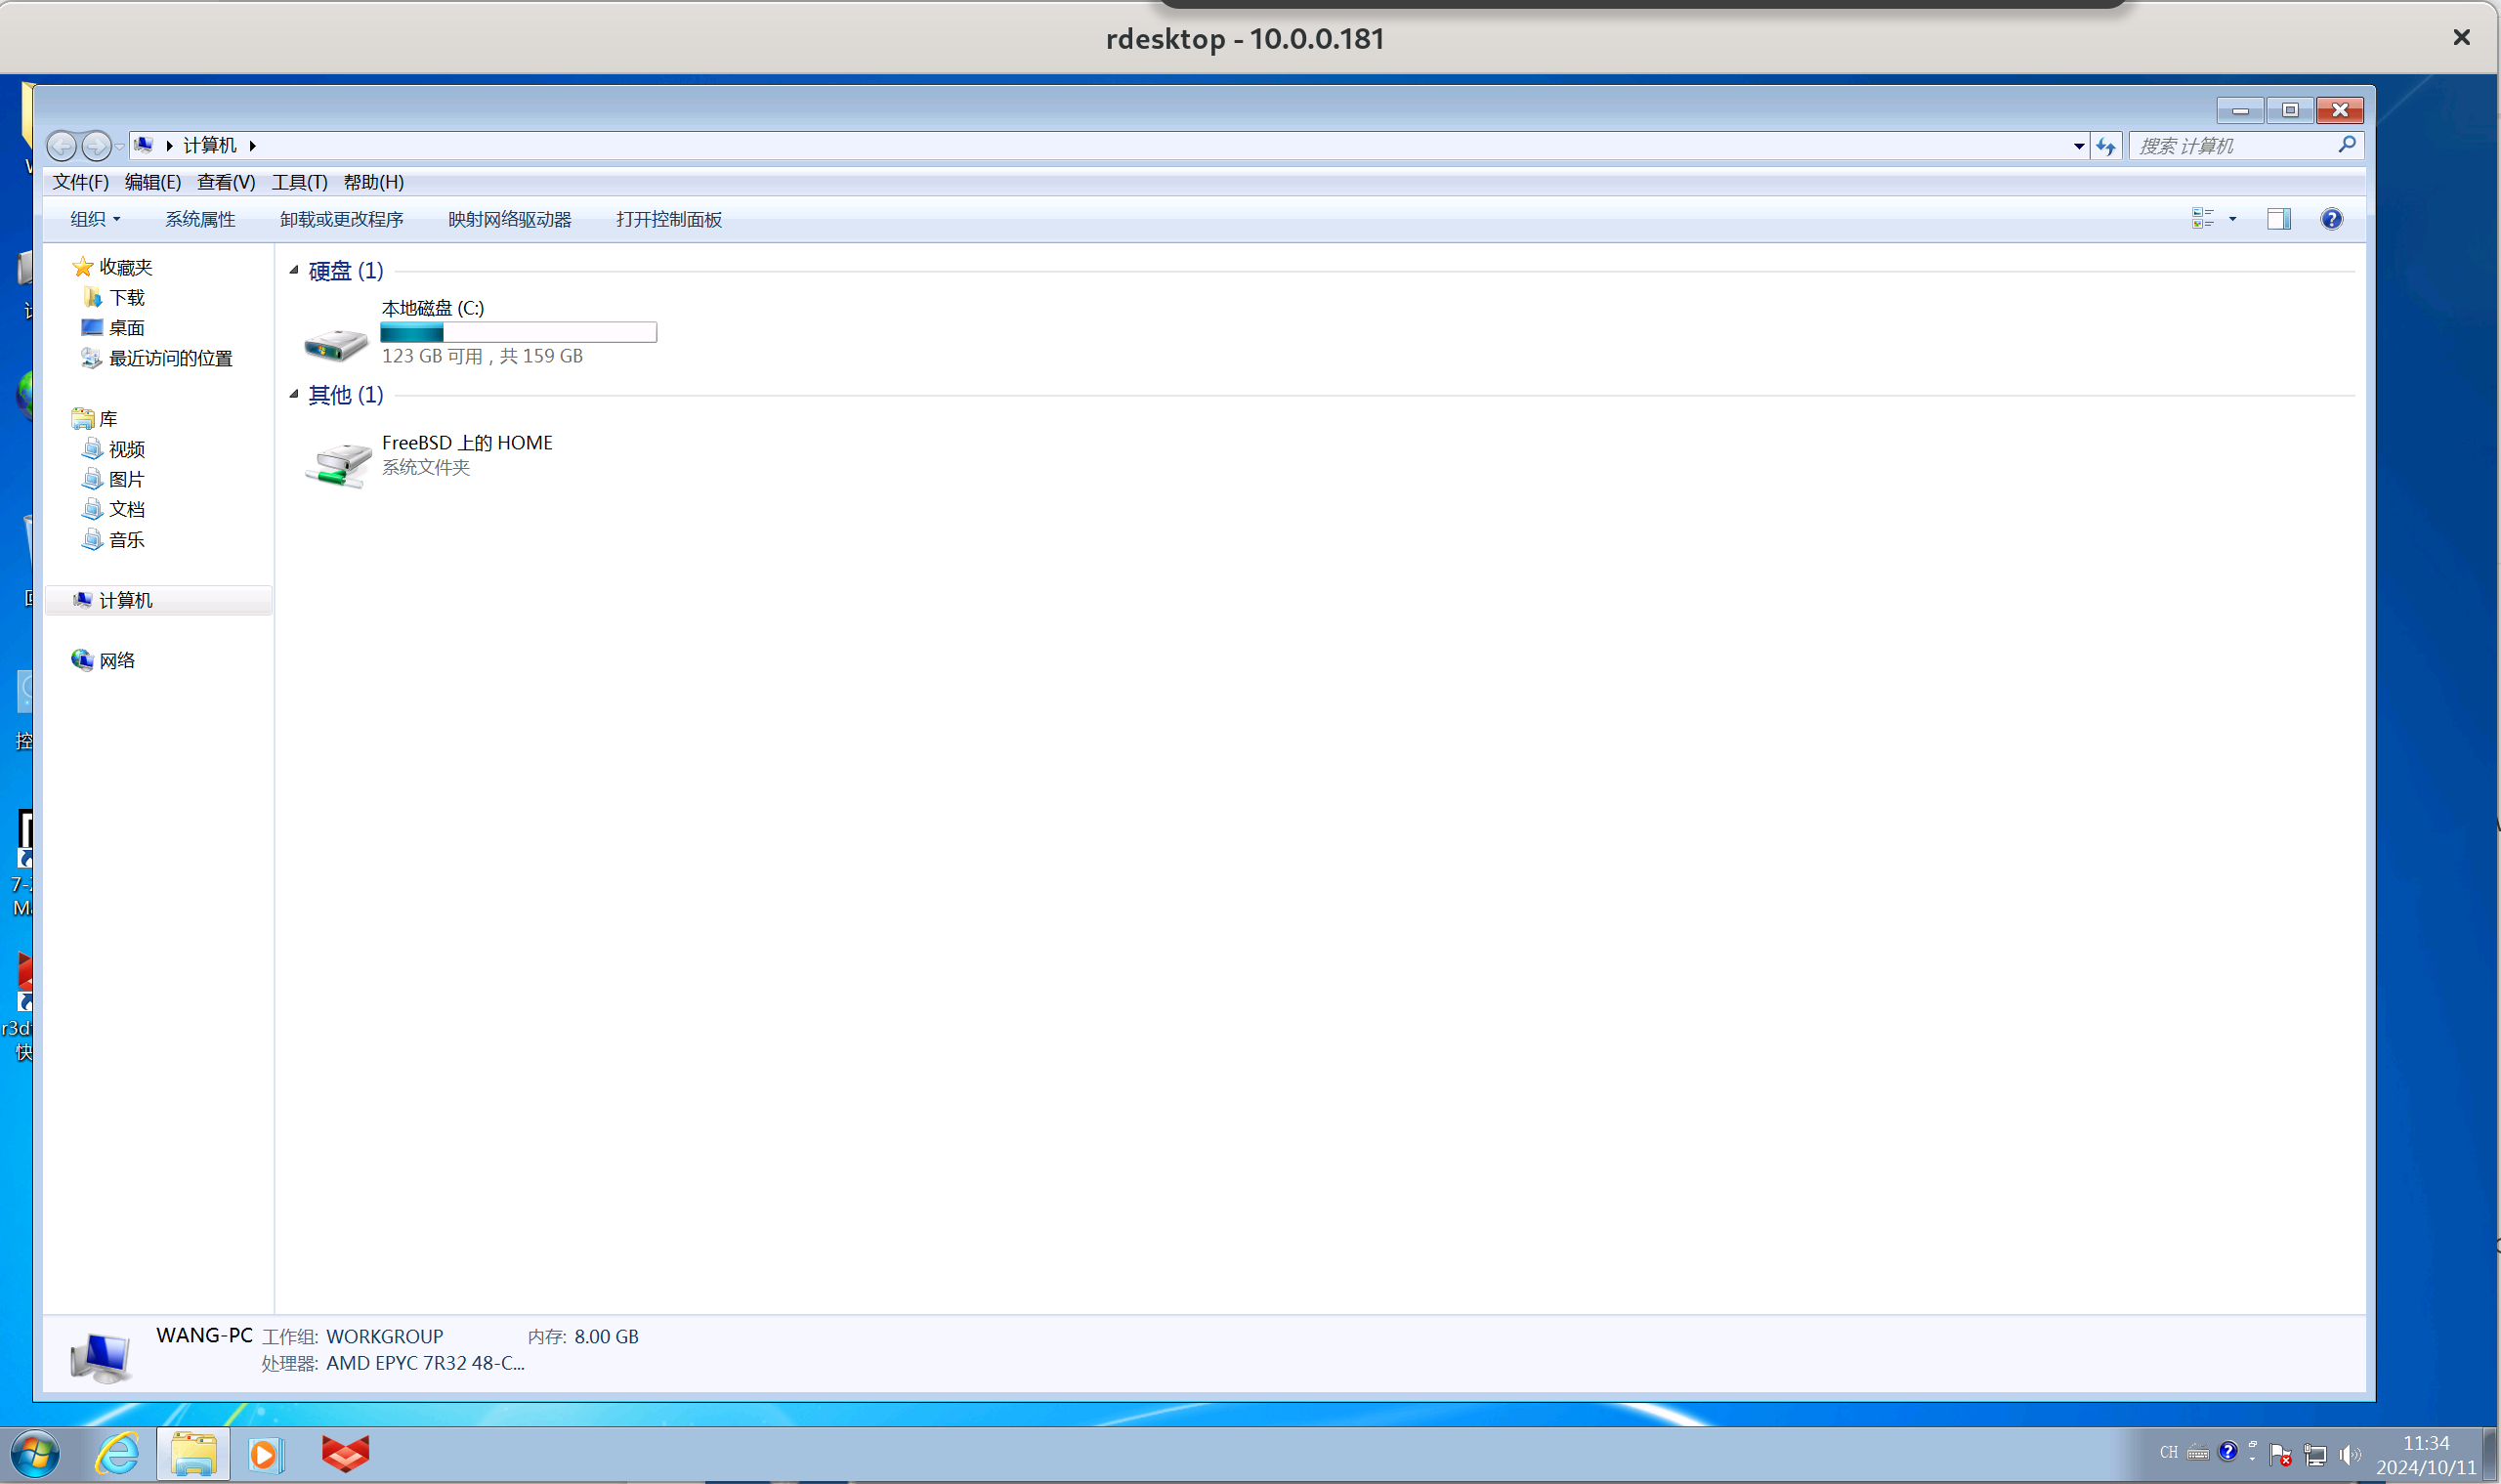 rdesktop - 10.0.0.181
计算机
搜索 计算机
文件(F) 编辑(E) 查看(V) 工具(T) 帮助(H)
组织 系统属性 卸载或更改程序 映射网络驱动器 打开控制面板
收藏夹
下载
桌面
最近访问的位置
库
视频
图片
文档
音乐
计算机
网络
硬盘 (1)
本地磁盘 (C:)
123 GB 可用 , 共 159 GB
其他 (1)
FreeBSD 上的 HOME
系统文件夹
控
7-
r3d
快
WANG-PC 工作组: WORKGROUP 内存: 8.00 GB
处理器: AMD EPYC 7R32 48-C...
CH
11:34
2024/10/11